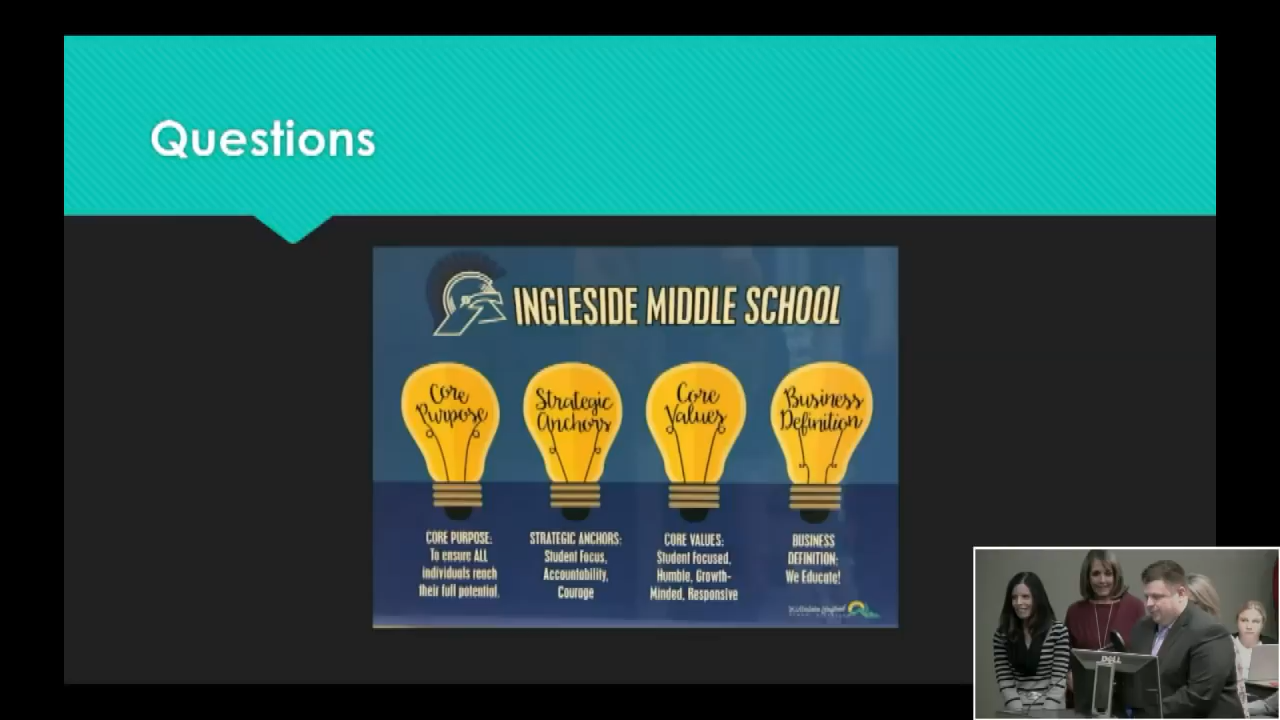 Questions
INGLESIDE MIDDLE SCHOOL
Core
Purpose
Strategic
Anchors
Core
Values
Business
Definition
CORE PURPOSE:
To ensure ALL
individuals reach
their full potential.
STRATEGIC ANCHORS:
Student Focus,
Accountability,
Courage
CORE VALUES:
Student Focused,
Humble, Growth-
Minded, Responsive
BUSINESS
DEFINITION:
We Educate!
DELL